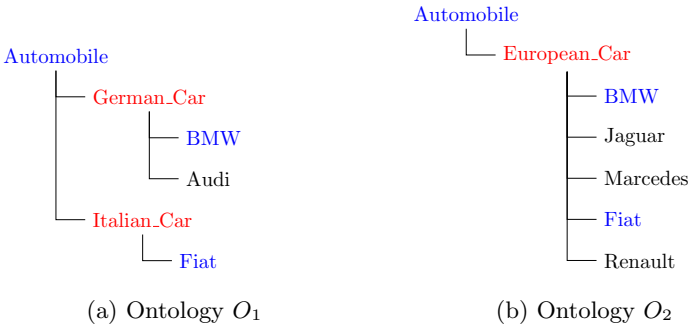 Automobile
German_Car
BMW
Audi
Italian_Car
Fiat
(a) Ontology O1
Automobile
European_Car
BMW
Jaguar
Marcedes
Fiat
Renault
(b) Ontology O2